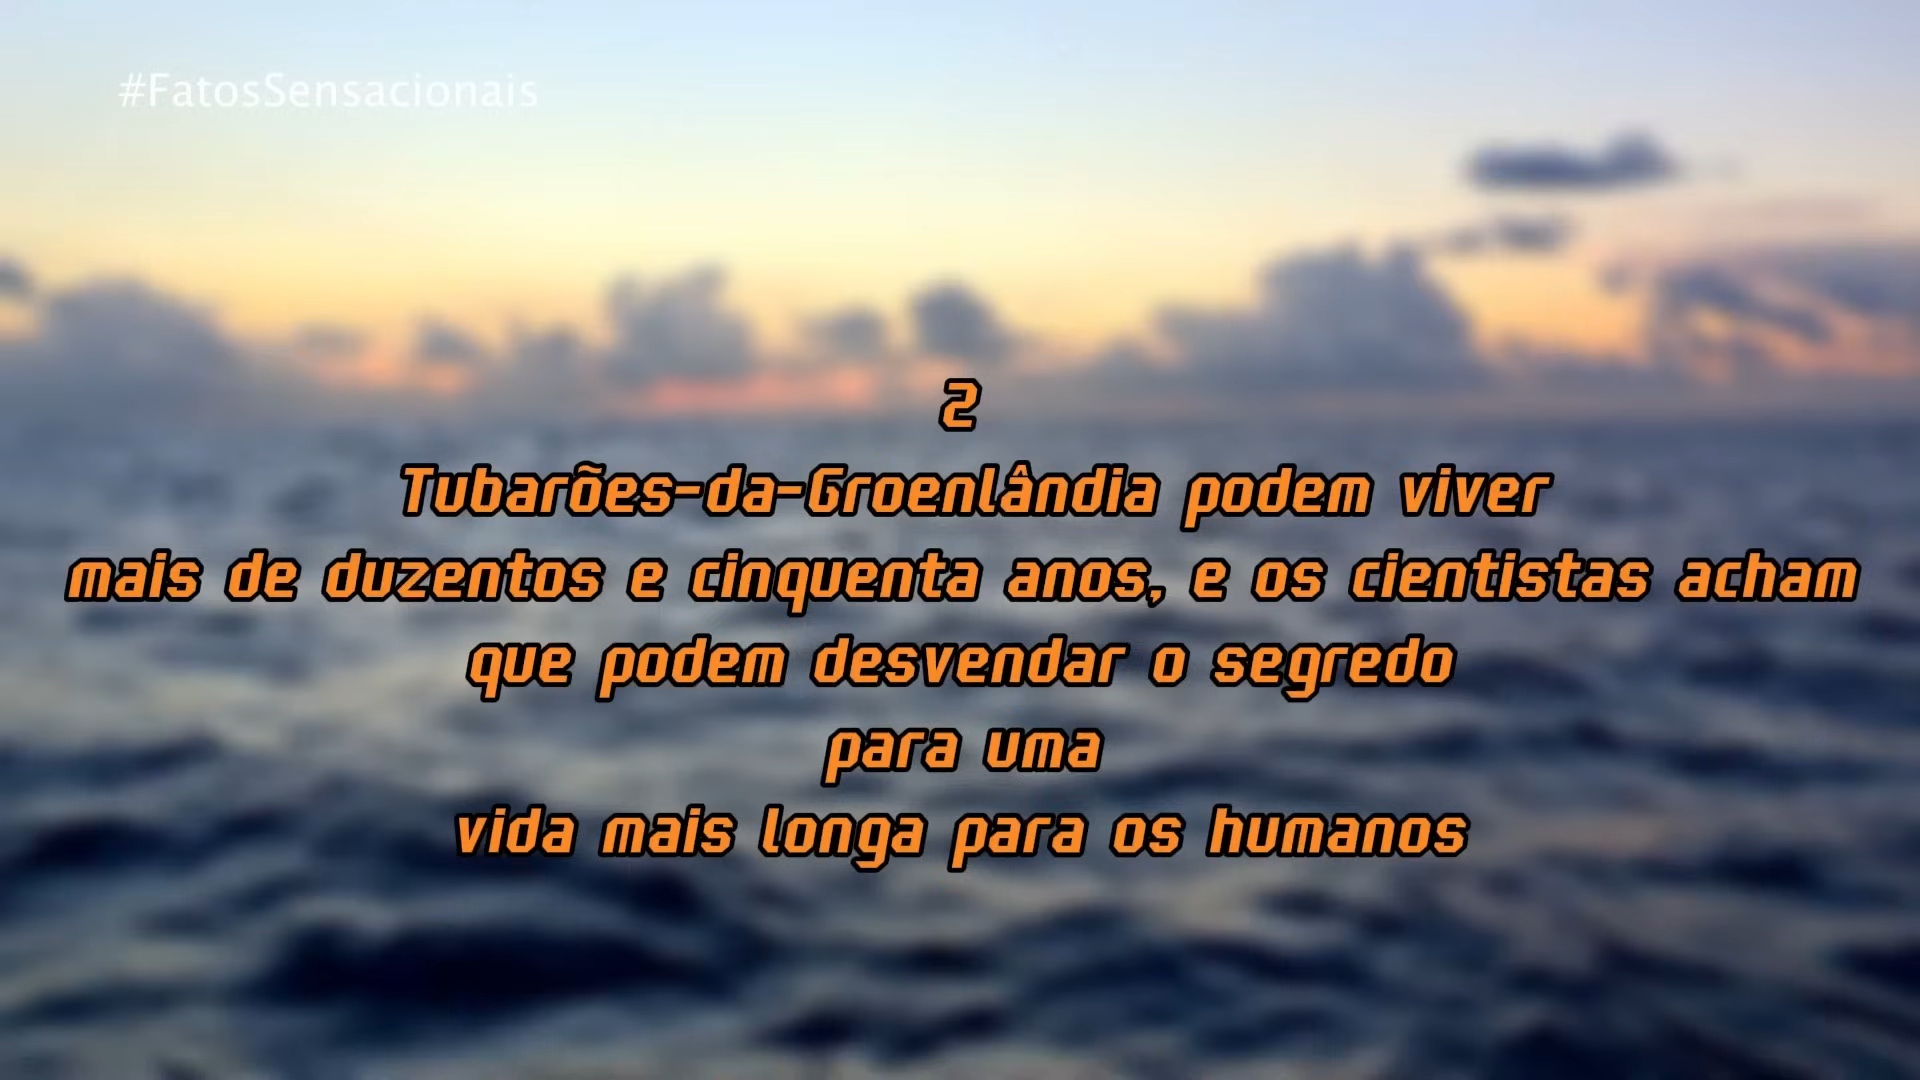 #FatosSensacionais
2
Tubarões-da-Groenlândia podem viver
mais de duzentos e cinquenta anos, e os cientistas acham
que podem desvendar o segredo
para uma
vida mais longa para os humanos